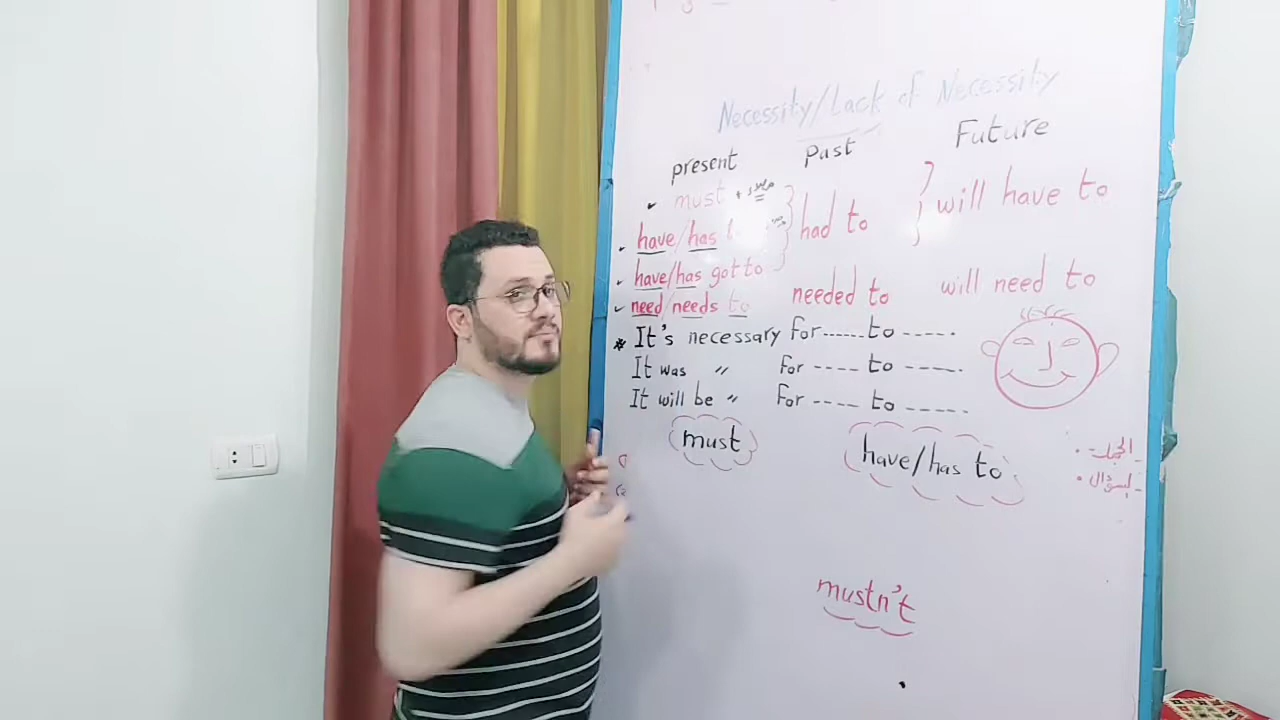 Necessity/Lack of Necessity
present Past Future
must + مصدر
have/has had to will have to
have/has got to
need/needs to needed to will need to
* It's necessary for...... to -----.
It was 〃 for ---- to ----.
It will be 〃 for ---- to -----.
must have/has to
mustn't